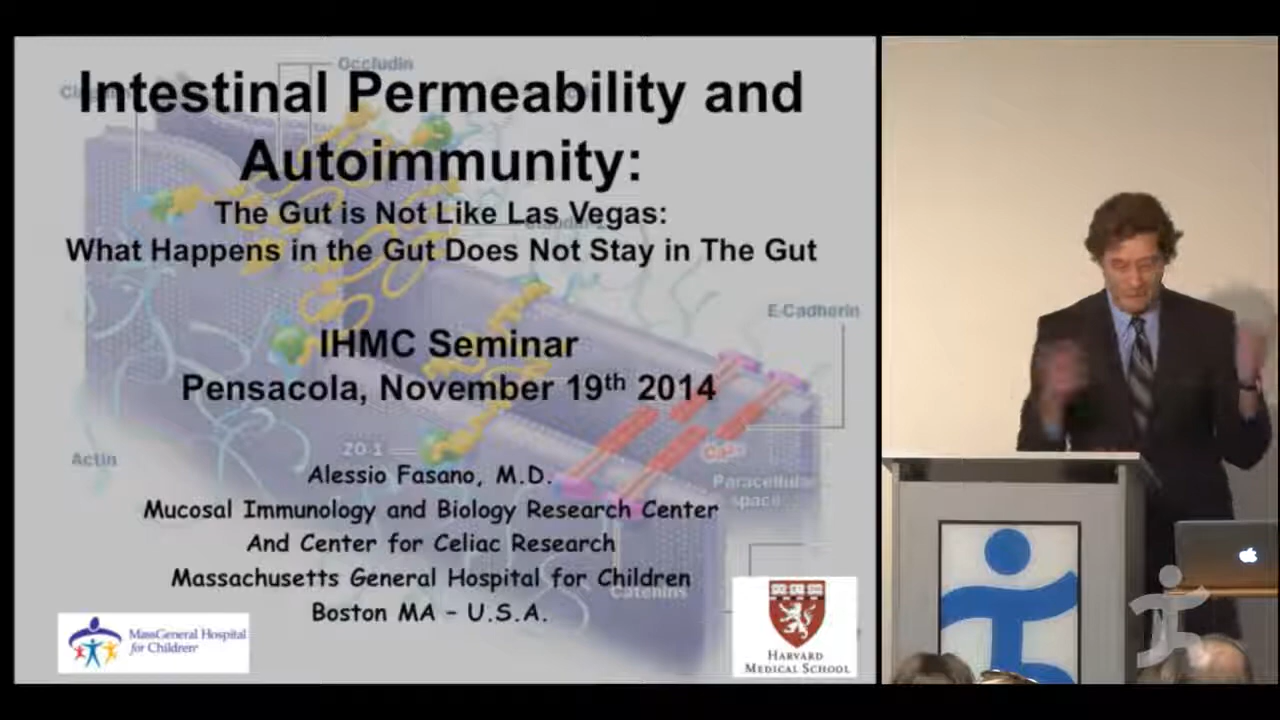 Occludin
Intestinal Permeability and
Autoimmunity:
The Gut is Not Like Las Vegas:
What Happens in the Gut Does Not Stay in The Gut
E-Cadherin
IHMC Seminar
Pensacola, November 19th 2014
ZO-1
Actin
Ca2+
Alessio Fasano, M.D.
Paracellular
space
Mucosal Immunology and Biology Research Center
And Center for Celiac Research
Massachusetts General Hospital for Children
Catenins
Boston MA – U.S.A.
MassGeneral Hospital
for Children
HARVARD
MEDICAL SCHOOL